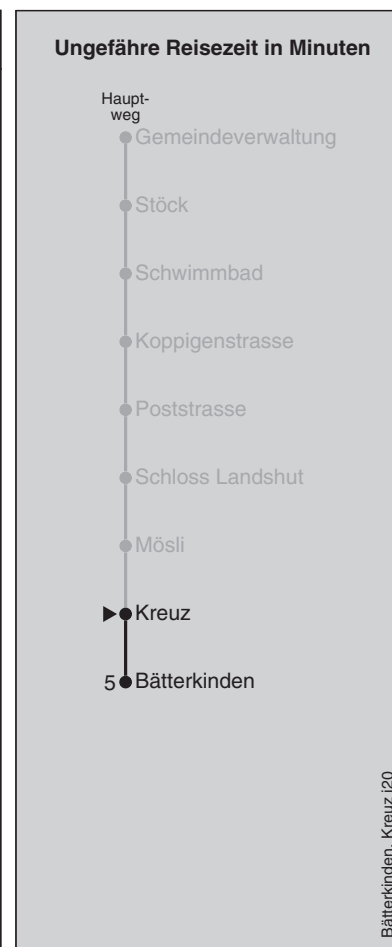 Ungefähre Reisezeit in Minuten
Haupt-
weg
Gemeindeverwaltung
Stöck
Schwimmbad
Koppigenstrasse
Poststrasse
Schloss Landshut
Mösli
Kreuz
5 Bätterkinden
Bätterkinden, Kreuz j20